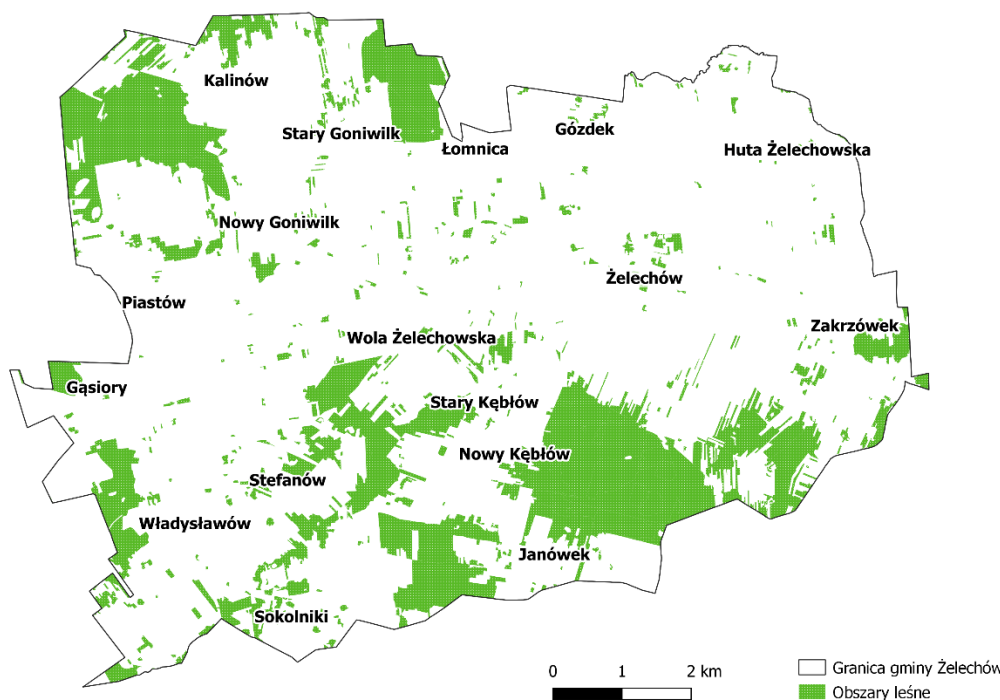 Kalinów
Stary Goniwilk
Łomnica
Gózdek
Huta Żelechowska
Nowy Goniwilk
Żelechów
Piastów
Zakrzówek
Wola Żelechowska
Gąsiory
Stary Kębłów
Nowy Kębłów
Stefanów
Władysławów
Janówek
Sokolniki
0 1 2 km
Granica gminy Żelechów
Obszary leśne